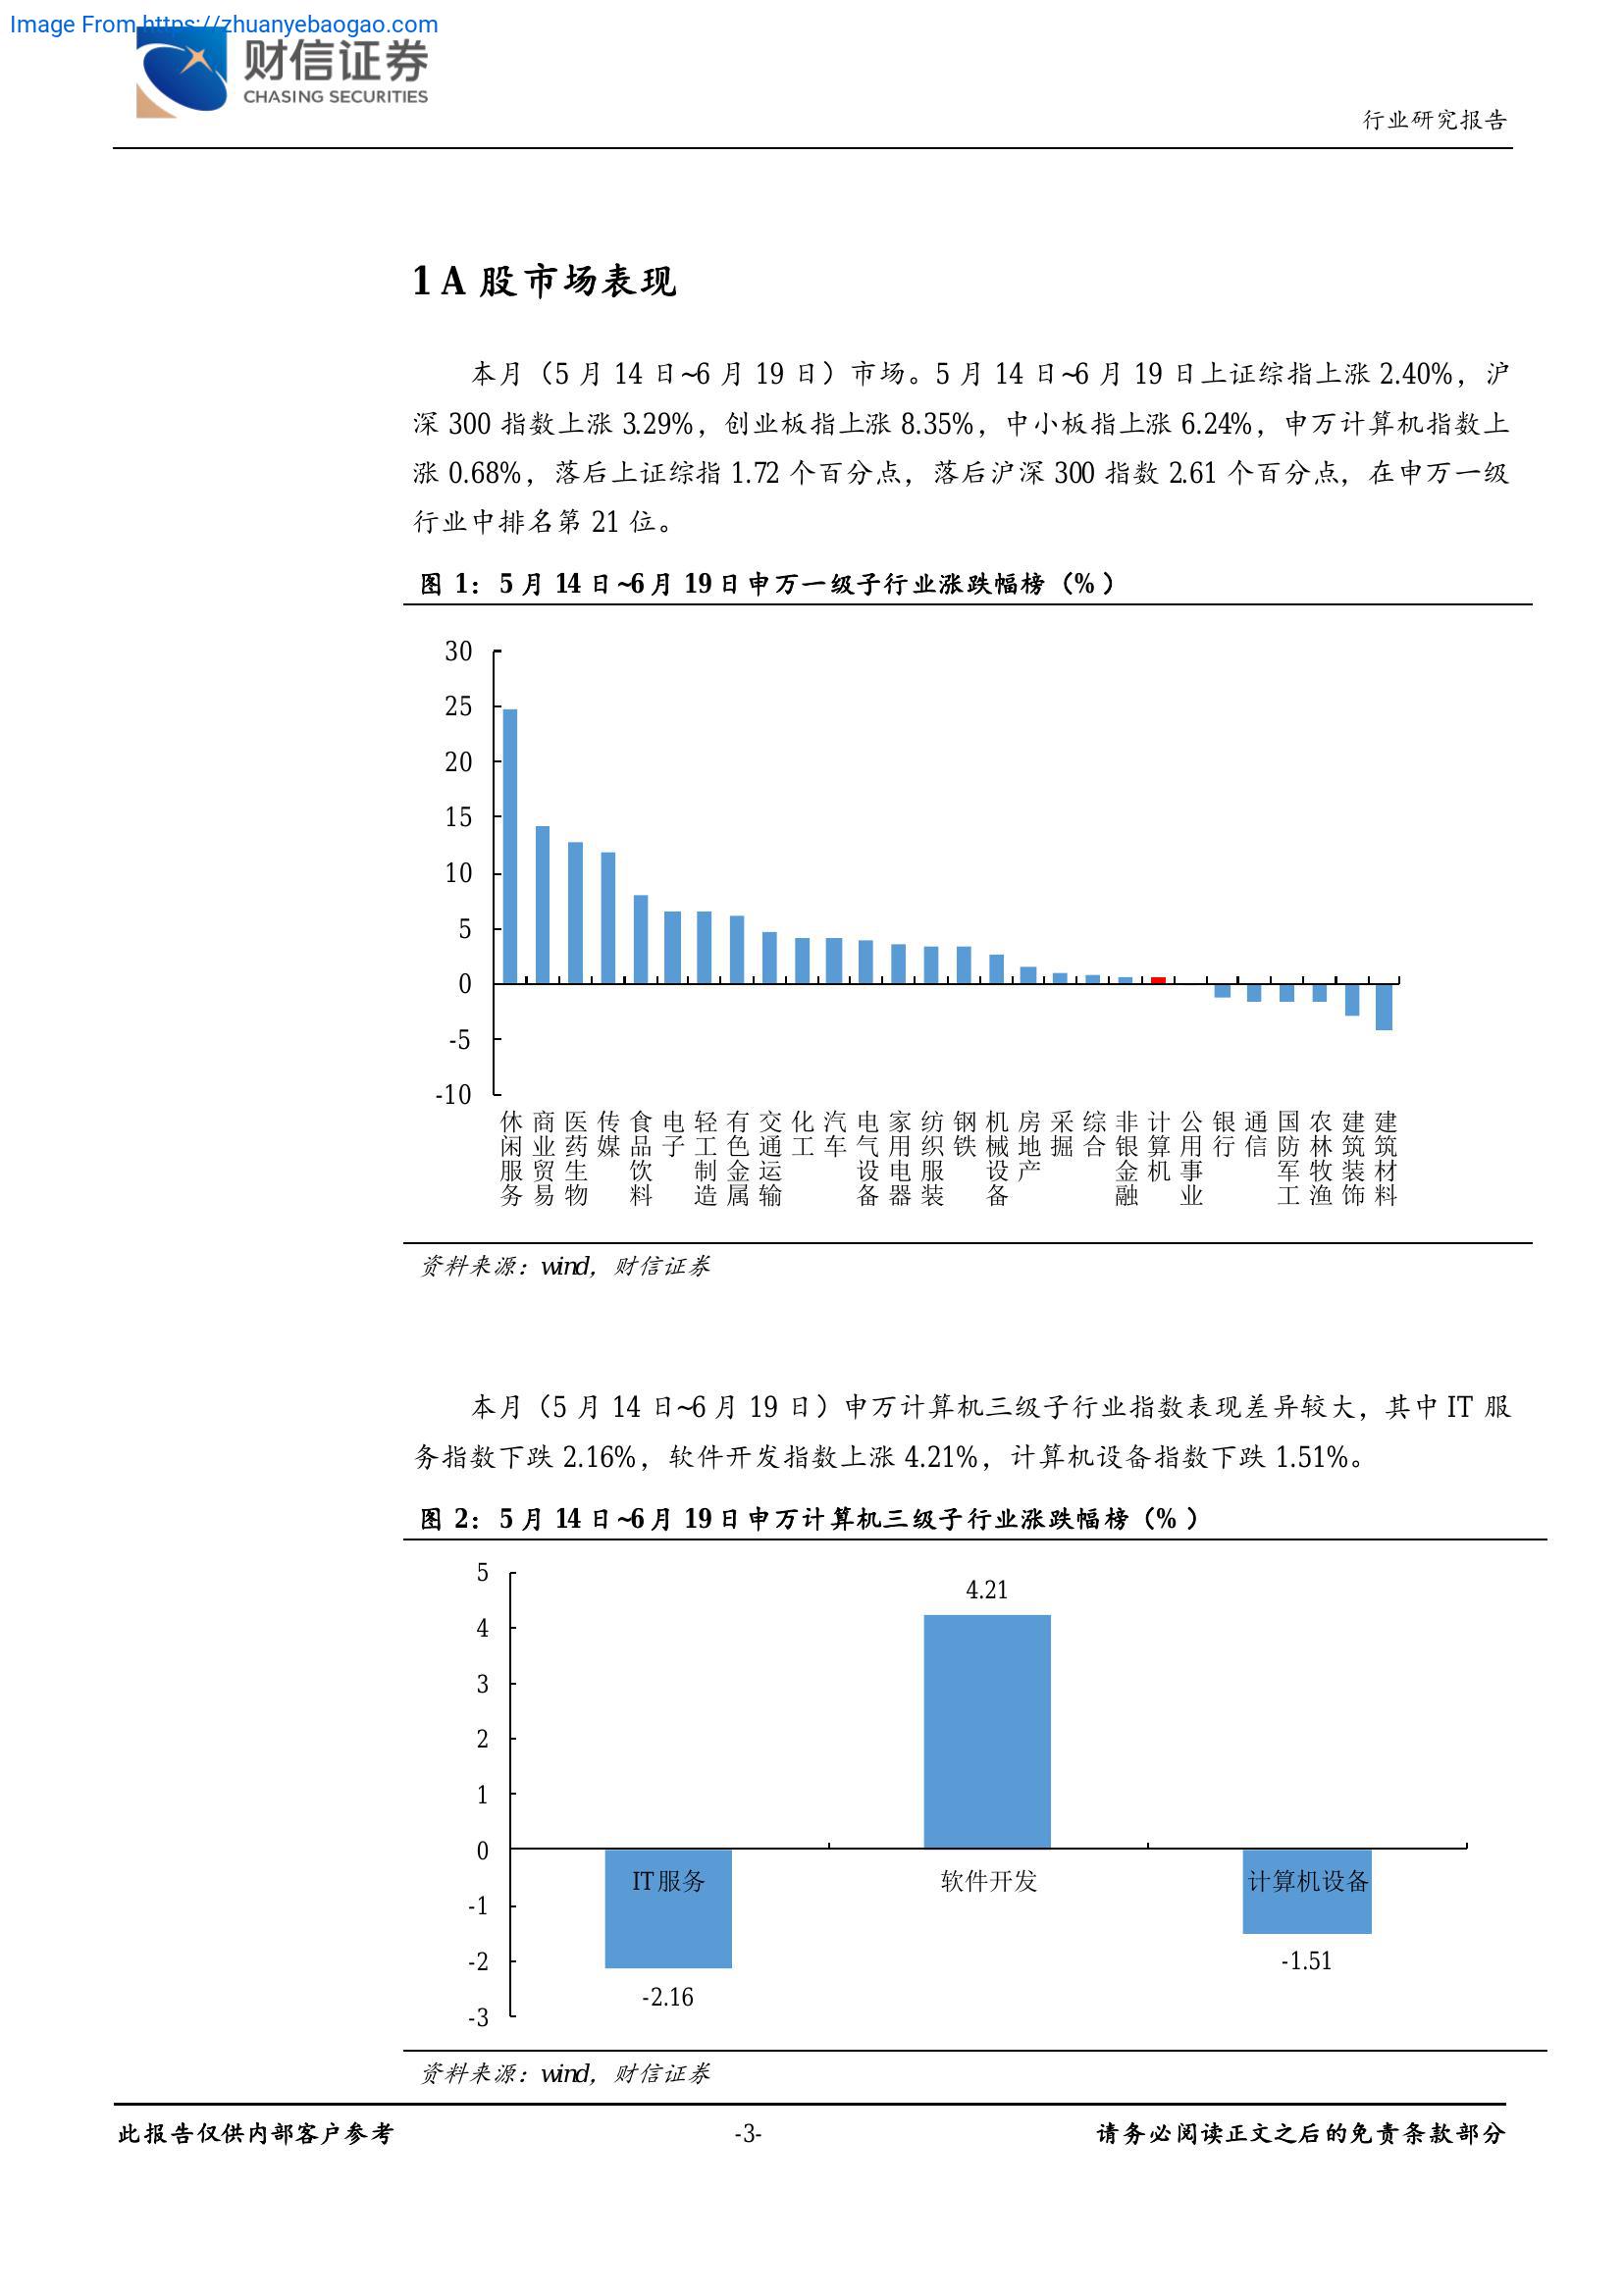 Image From https://zhuanyebaogao.com
财信证券
CHASING SECURITIES
行业研究报告
1 A 股市场表现
本月（5 月 14 日~6 月 19 日）市场。5 月 14 日~6 月 19 日上证综指上涨 2.40%，沪
深 300 指数上涨 3.29%，创业板指上涨 8.35%，中小板指上涨 6.24%，申万计算机指数上
涨 0.68%，落后上证综指 1.72 个百分点，落后沪深 300 指数 2.61 个百分点，在申万一级
行业中排名第 21 位。
图 1：5 月 14 日~6 月 19 日申万一级子行业涨跌幅榜（%）
30
25
20
15
10
5
0
-5
-10
休闲服务
商业贸易
医药生物
传媒
食品饮料
电子
轻工制造
有色金属
交通运输
化工
汽车
电气设备
家用电器
纺织服装
钢铁
机械设备
房地产
采掘
综合
非银金融
计算机
公用事业
银行
通信
国防军工
农林牧渔
建筑装饰
建筑材料
资料来源：wind，财信证券
本月（5 月 14 日~6 月 19 日）申万计算机三级子行业指数表现差异较大，其中 IT 服
务指数下跌 2.16%，软件开发指数上涨 4.21%，计算机设备指数下跌 1.51%。
图 2：5 月 14 日~6 月 19 日申万计算机三级子行业涨跌幅榜（%）
5
4
3
2
1
0
-1
-2
-3
4.21
IT服务
软件开发
计算机设备
-2.16
-1.51
资料来源：wind，财信证券
此报告仅供内部客户参考
-3-
请务必阅读正文之后的免责条款部分